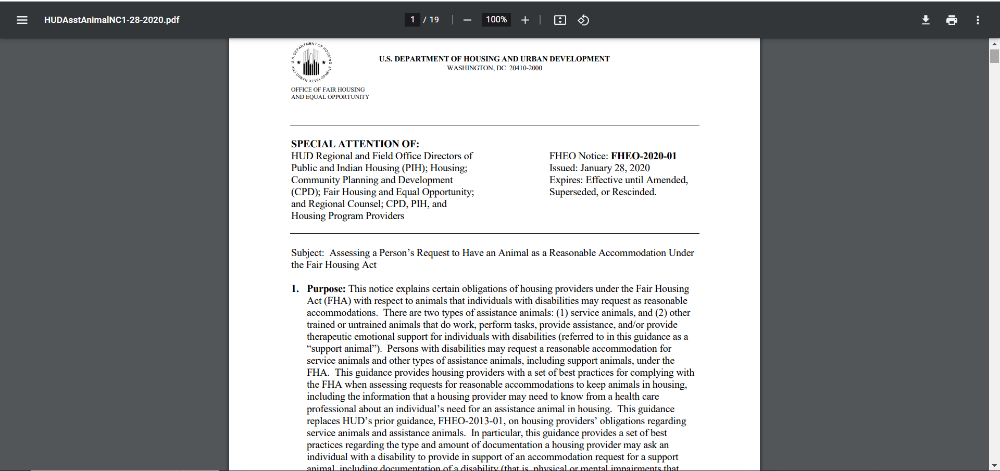 HUDAsstAnimalNC1-28-2020.pdf
1 / 19
100%
U.S. DEPARTMENT OF HOUSING
AND URBAN DEVELOPMENT
U.S. DEPARTMENT OF HOUSING AND URBAN DEVELOPMENT
WASHINGTON, DC 20410-2000
OFFICE OF FAIR HOUSING
AND EQUAL OPPORTUNITY
SPECIAL ATTENTION OF:
HUD Regional and Field Office Directors of
Public and Indian Housing (PIH); Housing;
Community Planning and Development
(CPD); Fair Housing and Equal Opportunity;
and Regional Counsel; CPD, PIH, and
Housing Program Providers
FHEO Notice: FHEO-2020-01
Issued: January 28, 2020
Expires: Effective until Amended,
Superseded, or Rescinded.
Subject: Assessing a Person’s Request to Have an Animal as a Reasonable Accommodation Under
the Fair Housing Act
1. Purpose: This notice explains certain obligations of housing providers under the Fair Housing
Act (FHA) with respect to animals that individuals with disabilities may request as reasonable
accommodations. There are two types of assistance animals: (1) service animals, and (2) other
trained or untrained animals that do work, perform tasks, provide assistance, and/or provide
therapeutic emotional support for individuals with disabilities (referred to in this guidance as a
“support animal”). Persons with disabilities may request a reasonable accommodation for
service animals and other types of assistance animals, including support animals, under the
FHA. This guidance provides housing providers with a set of best practices for complying with
the FHA when assessing requests for reasonable accommodations to keep animals in housing,
including the information that a housing provider may need to know from a health care
professional about an individual’s need for an assistance animal in housing. This guidance
replaces HUD’s prior guidance, FHEO-2013-01, on housing providers’ obligations regarding
service animals and assistance animals. In particular, this guidance provides a set of best
practices regarding the type and amount of documentation a housing provider may ask an
individual with a disability to provide in support of an accommodation request for a support
animal, including documentation of a disability (that is, physical or mental impairments that